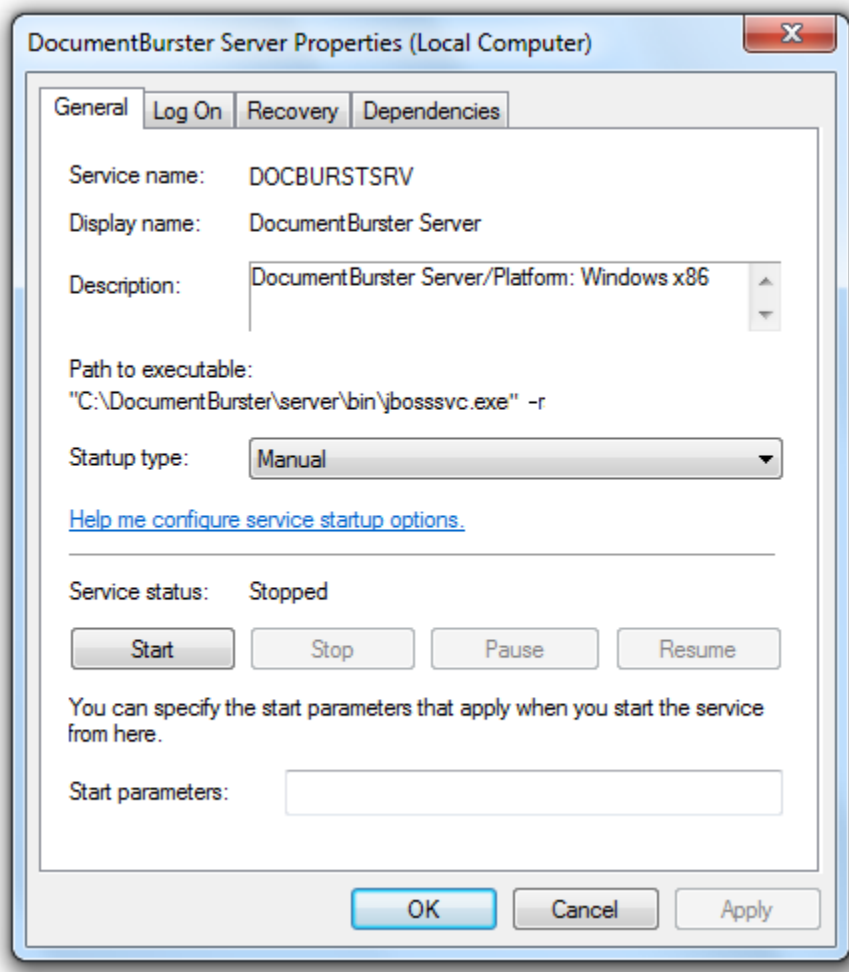 DocumentBurster Server Properties (Local Computer)
General Log On Recovery Dependencies
Service name: DOCBURSTSRV
Display name: DocumentBurster Server
Description: DocumentBurster Server/Platform: Windows x86
Path to executable:
"C:\DocumentBurster\server\bin\jbosssvc.exe" -r
Startup type: Manual
Help me configure service startup options.
Service status: Stopped
Start Stop Pause Resume
You can specify the start parameters that apply when you start the service
from here.
Start parameters:
OK Cancel Apply